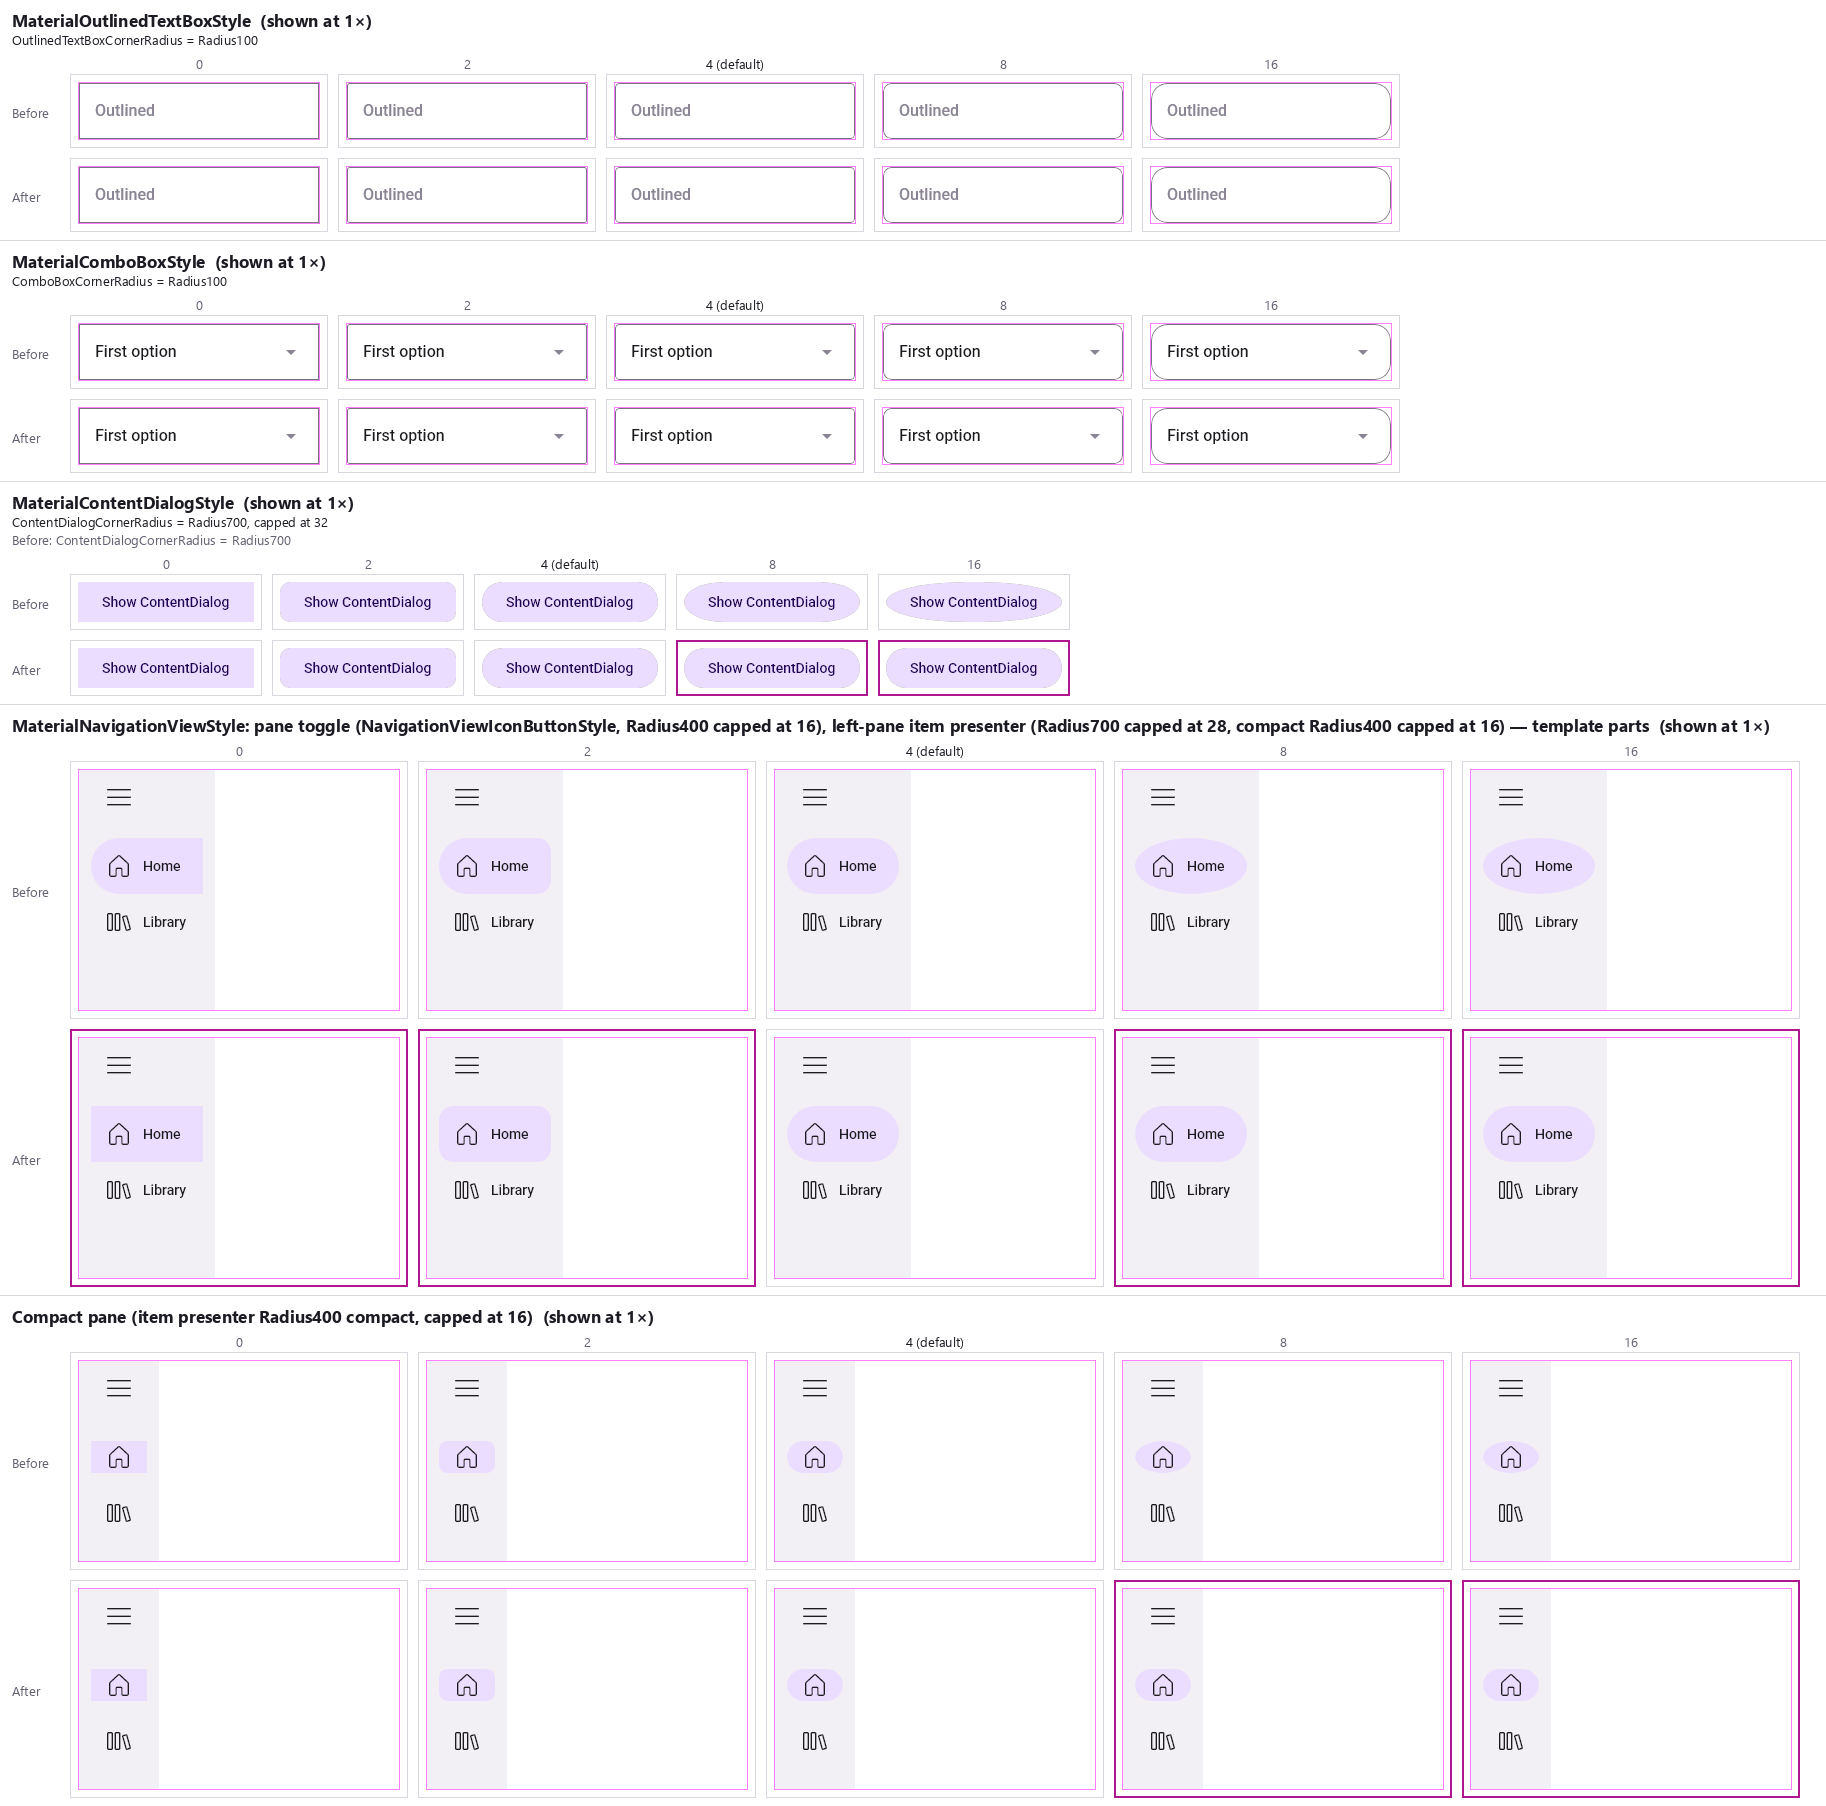 MaterialOutlinedTextBoxStyle (shown at 1×)
OutlinedTextBoxCornerRadius = Radius100
0 2 4 (default) 8 16
Before Outlined Outlined Outlined Outlined Outlined
After Outlined Outlined Outlined Outlined Outlined
MaterialComboBoxStyle (shown at 1×)
ComboBoxCornerRadius = Radius100
0 2 4 (default) 8 16
Before First option First option First option First option First option
After First option First option First option First option First option
MaterialContentDialogStyle (shown at 1×)
ContentDialogCornerRadius = Radius700, capped at 32
Before: ContentDialogCornerRadius = Radius700
0 2 4 (default) 8 16
Before Show ContentDialog Show ContentDialog Show ContentDialog Show ContentDialog Show ContentDialog
After Show ContentDialog Show ContentDialog Show ContentDialog Show ContentDialog Show ContentDialog
MaterialNavigationViewStyle: pane toggle (NavigationViewIconButtonStyle, Radius400 capped at 16), left-pane item presenter (Radius700 capped at 28, compact Radius400 capped at 16) — template parts (shown at 1×)
0 2 4 (default) 8 16
Home Home Home Home Home
Before
Library Library Library Library Library
Home Home Home Home Home
After
Library Library Library Library Library
Compact pane (item presenter Radius400 compact, capped at 16) (shown at 1×)
0 2 4 (default) 8 16
Before
After